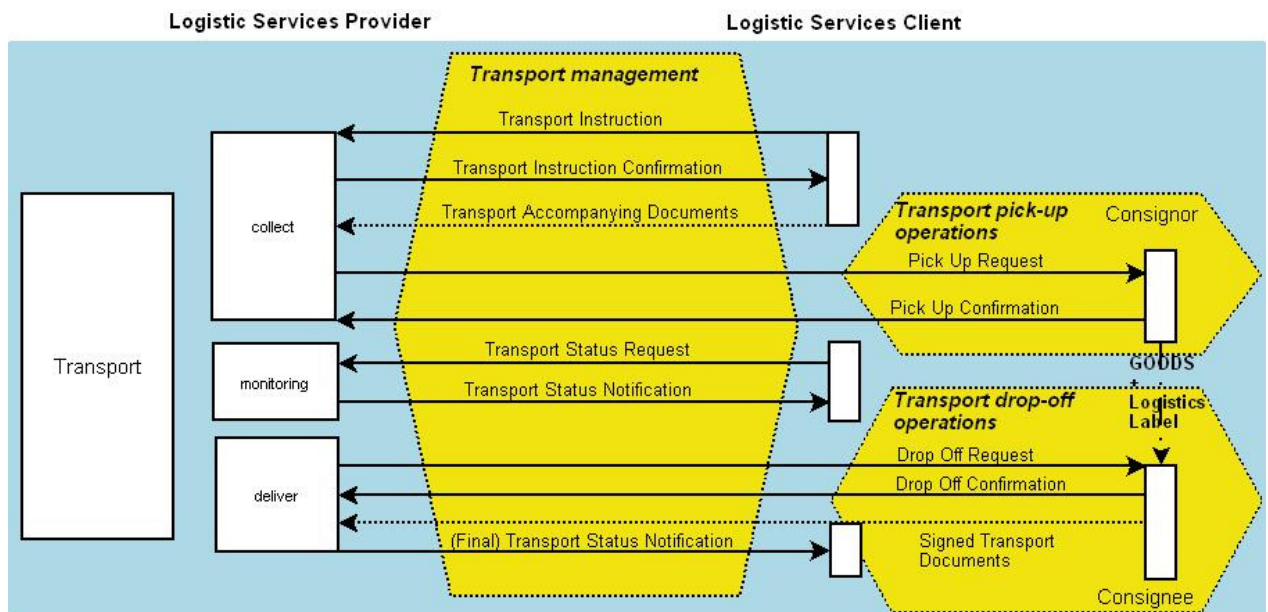 Logistic Services Provider
Logistic Services Client
Transport management
Transport Instruction
Transport Instruction Confirmation
Transport Accompanying Documents
collect
Transport pick-up
operations
Consignor
Pick Up Request
Pick Up Confirmation
Transport
monitoring
Transport Status Request
Transport Status Notification
GOODS
+
Logistics
Label
Transport drop-off
operations
Drop Off Request
Drop Off Confirmation
deliver
(Final) Transport Status Notification
Signed Transport
Documents
Consignee